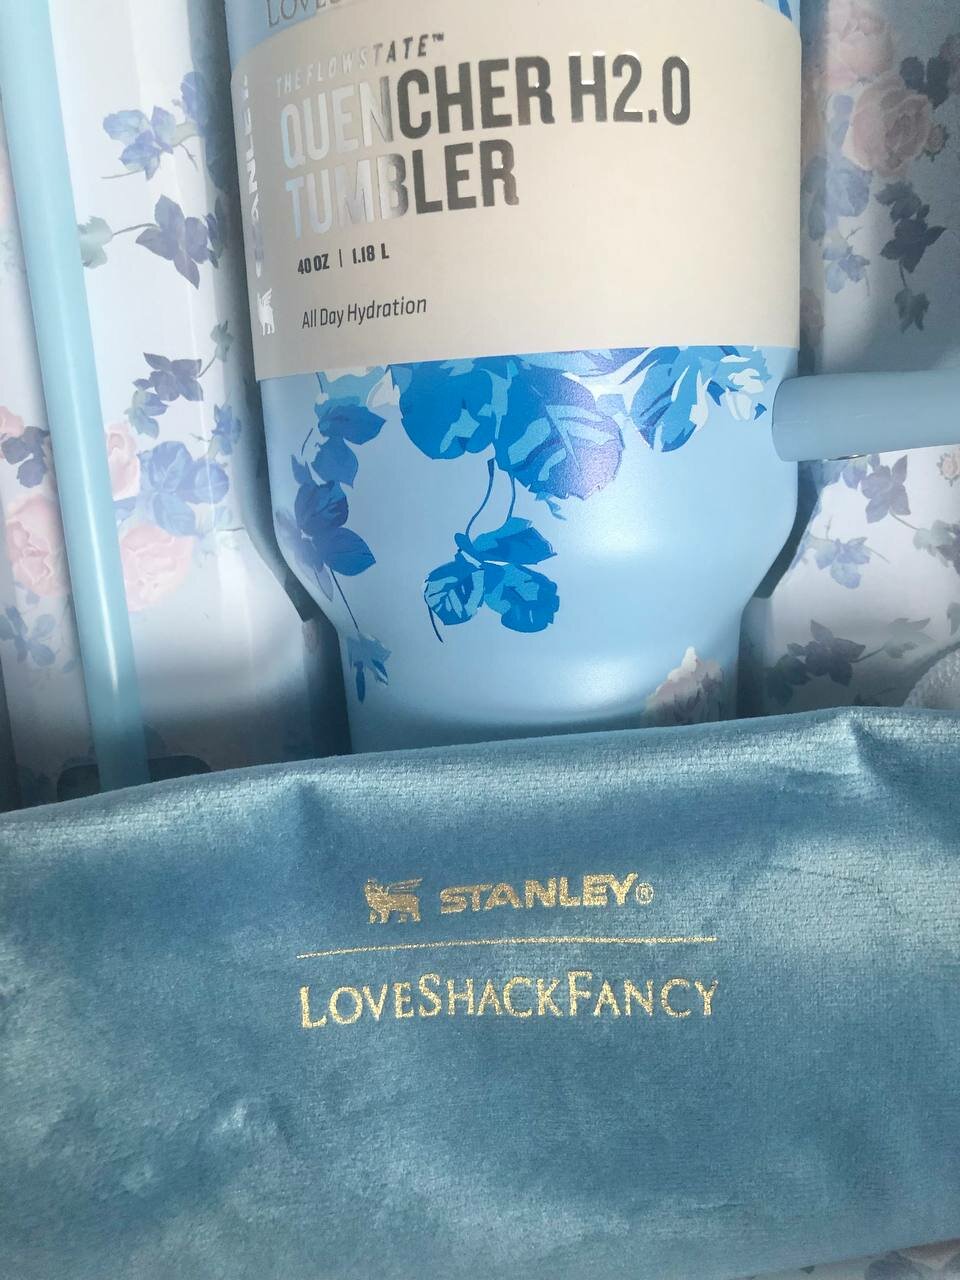 THE FLOWSTATE™
QUENCHER H2.0
TUMBLER
40 OZ | 1.18 L
All Day Hydration
STANLEY®
LOVESHACKFANCY